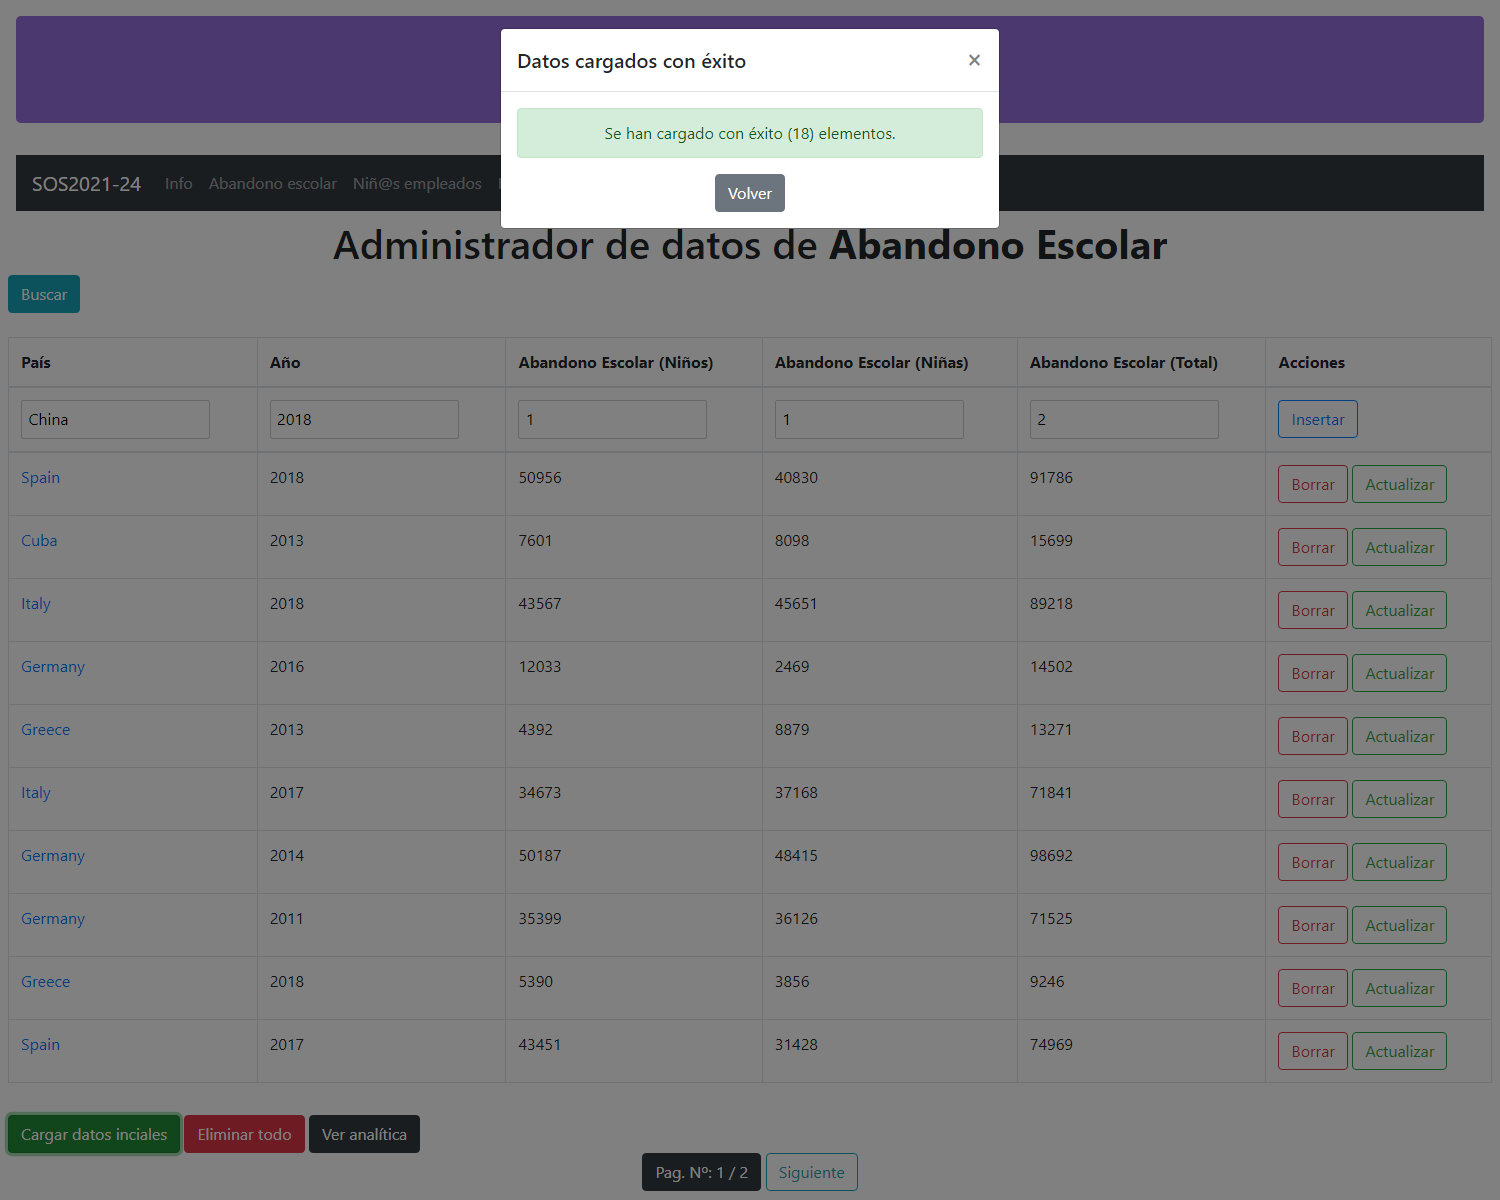 Datos cargados con éxito ×
Se han cargado con éxito (18) elementos.
Volver
SOS2021-24 Info Abandono escolar Niñ@s empleados
Administrador de datos de Abandono Escolar
Buscar
País Año Abandono Escolar (Niños) Abandono Escolar (Niñas) Abandono Escolar (Total) Acciones
China 2018 1 1 2 Insertar
Spain 2018 50956 40830 91786 Borrar Actualizar
Cuba 2013 7601 8098 15699 Borrar Actualizar
Italy 2018 43567 45651 89218 Borrar Actualizar
Germany 2016 12033 2469 14502 Borrar Actualizar
Greece 2013 4392 8879 13271 Borrar Actualizar
Italy 2017 34673 37168 71841 Borrar Actualizar
Germany 2014 50187 48415 98692 Borrar Actualizar
Germany 2011 35399 36126 71525 Borrar Actualizar
Greece 2018 5390 3856 9246 Borrar Actualizar
Spain 2017 43451 31428 74969 Borrar Actualizar
Cargar datos inciales Eliminar todo Ver analítica
Pag. Nº: 1 / 2 Siguiente